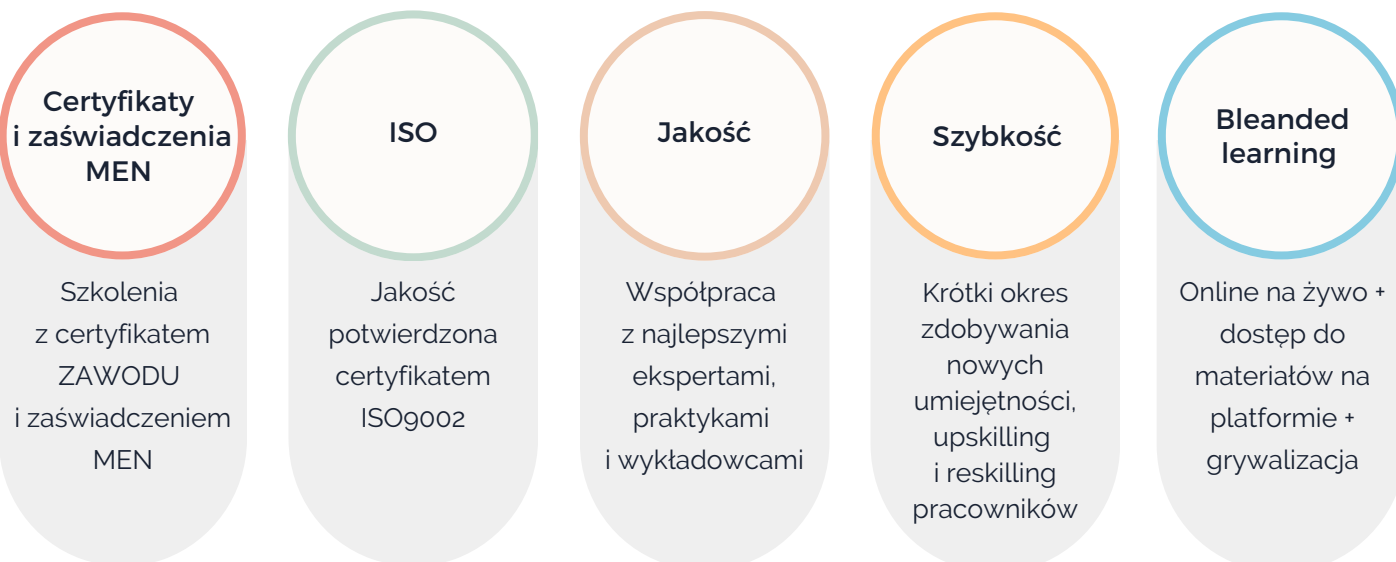 Certyfikaty
i zaświadczenia
MEN
Szkolenia
z certyfikatem
ZAWODU
i zaświadczeniem
MEN
ISO
Jakość
potwierdzona
certyfikatem
ISO9002
Jakość
Współpraca
z najlepszymi
ekspertami,
praktykami
i wykładowcami
Szybkość
Krótki okres
zdobywania
nowych
umiejętności,
upskilling
i reskilling
pracowników
Bleanded
learning
Online na żywo +
dostęp do
materiałów na
platformie +
grywalizacja